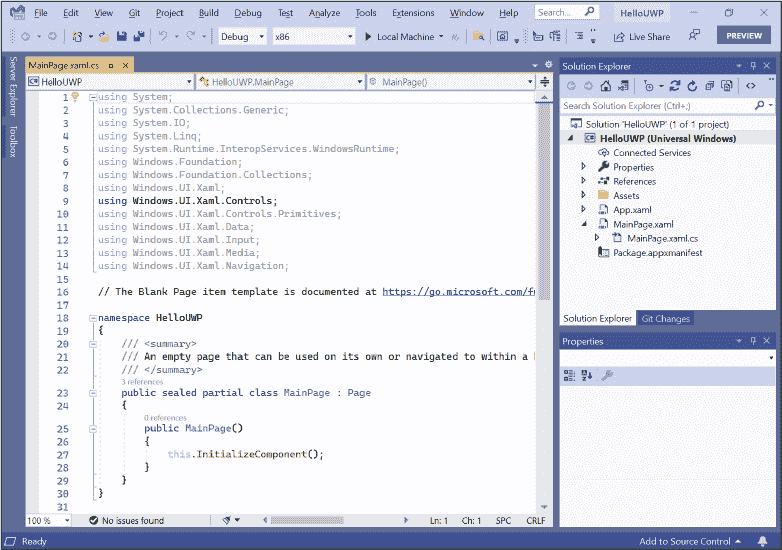 File Edit View Git Project Build Debug Test Analyze Tools Extensions Window Help Search... HelloUWP
Debug x86 Local Machine Live Share PREVIEW
Server Explorer
Toolbox
MainPage.xaml.cs
HelloUWP HelloUWP.MainPage MainPage()
1 using System;
2 using System.Collections.Generic;
3 using System.IO;
4 using System.Linq;
5 using System.Runtime.InteropServices.WindowsRuntime;
6 using Windows.Foundation;
7 using Windows.Foundation.Collections;
8 using Windows.UI.Xaml;
9 using Windows.UI.Xaml.Controls;
10 using Windows.UI.Xaml.Controls.Primitives;
11 using Windows.UI.Xaml.Data;
12 using Windows.UI.Xaml.Input;
13 using Windows.UI.Xaml.Media;
14 using Windows.UI.Xaml.Navigation;
15
16 // The Blank Page item template is documented at https://go.microsoft.com/f
17
18 namespace HelloUWP
19 {
20 /// <summary>
21 /// An empty page that can be used on its own or navigated to within a
22 /// </summary>
3 references
23 public sealed partial class MainPage : Page
24 {
0 references
25 public MainPage()
26 {
27 this.InitializeComponent();
28 }
29 }
30 }
31
100 % No issues found Ln: 1 Ch: 1 SPC CRLF
Solution Explorer
Search Solution Explorer (Ctrl+;)
Solution 'HelloUWP' (1 of 1 project)
HelloUWP (Universal Windows)
Connected Services
Properties
References
Assets
App.xaml
MainPage.xaml
MainPage.xaml.cs
Package.appxmanifest
Solution Explorer Git Changes
Properties
Ready Add to Source Control